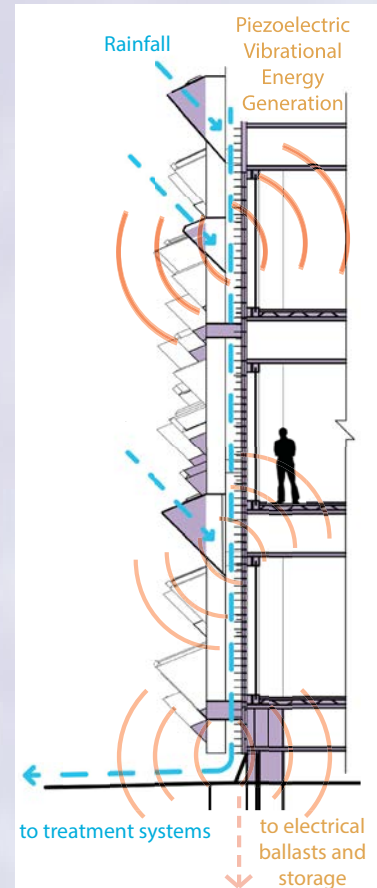 Rainfall
Piezoelectric
Vibrational
Energy
Generation
to treatment systems
to electrical
ballasts and
storage